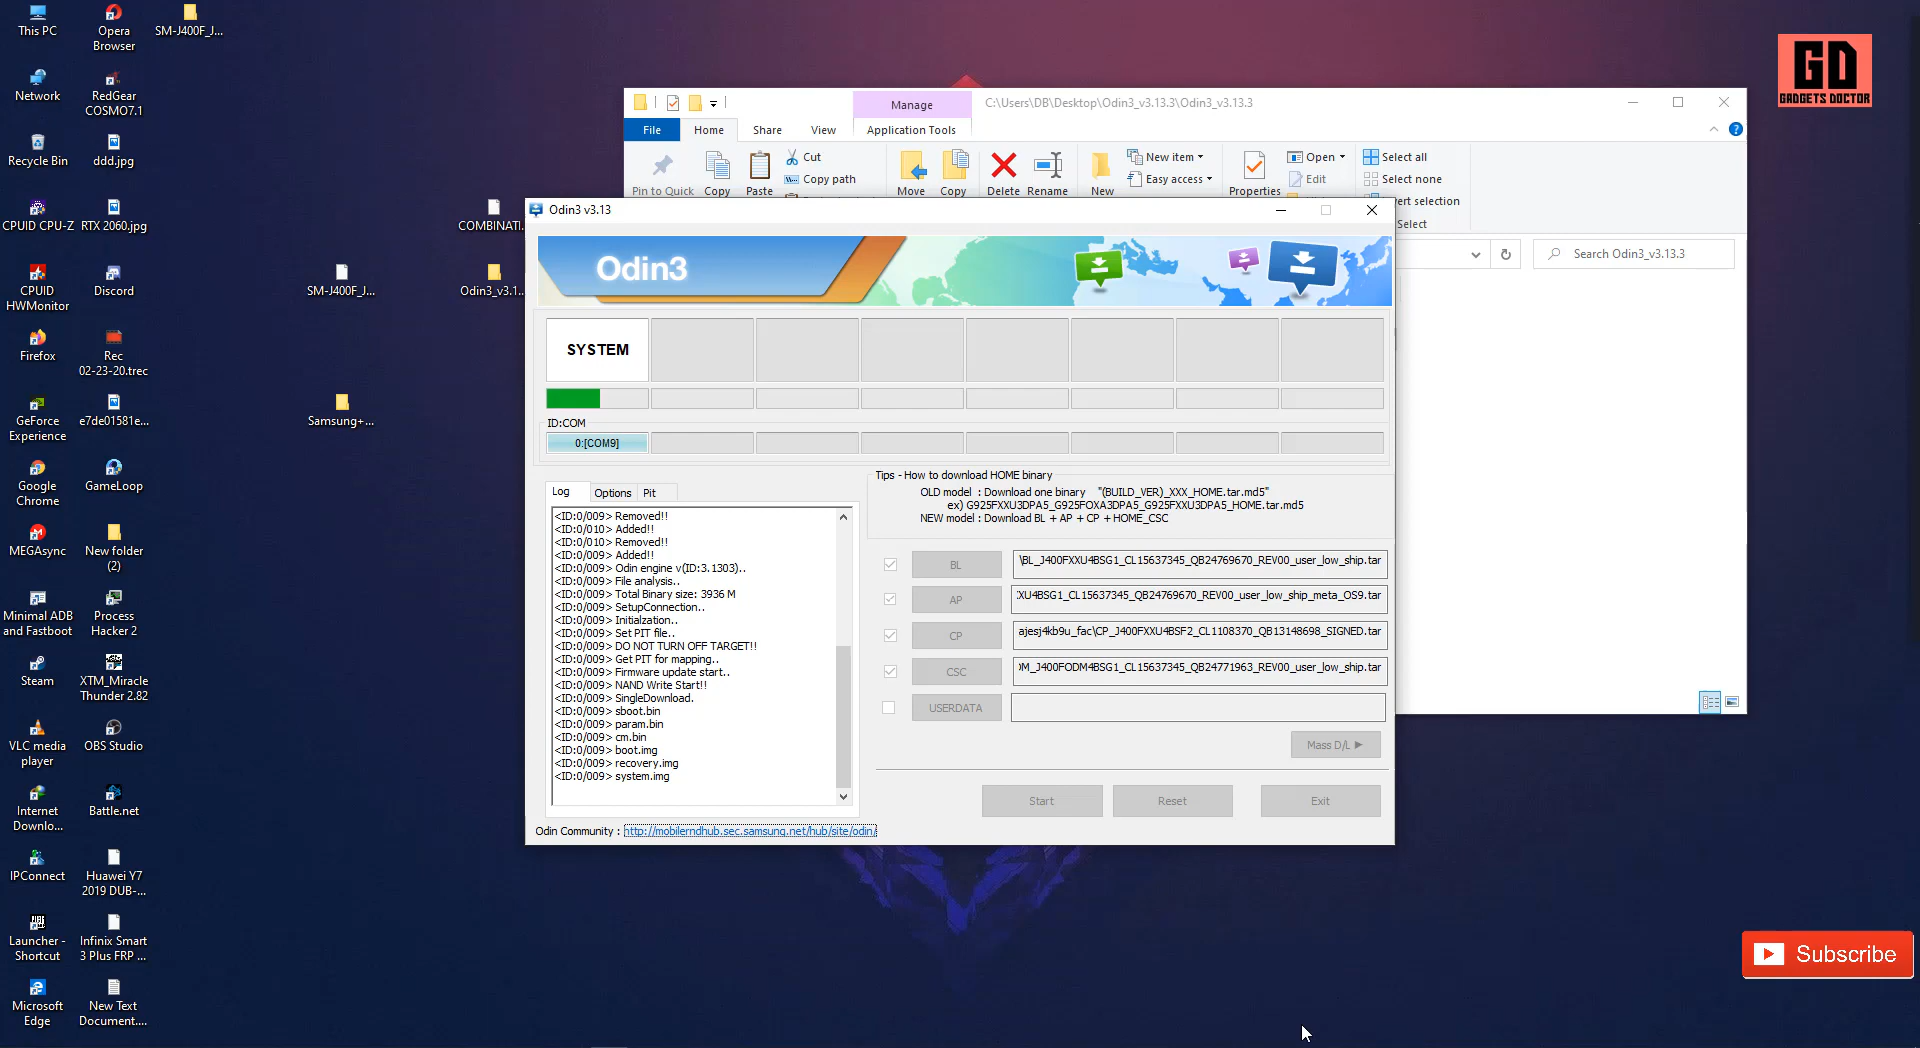 This PC
Opera
Browser
SM-J400F_J...
Network
RedGear
COSMO7.1
Recycle Bin
ddd.jpg
CPUID CPU-Z
RTX 2060.jpg
COMBINATI...
CPUID
HWMonitor
Discord
SM-J400F_J...
Odin3_v3.1...
Firefox
Rec
02-23-20.trec
GeForce
Experience
e7de01581e...
Samsung+...
Google
Chrome
GameLoop
MEGAsync
New folder
(2)
Minimal ADB
and Fastboot
Process
Hacker 2
Steam
XTM_Miracle
Thunder 2.82
VLC media
player
OBS Studio
Internet
Downlo...
Battle.net
IPConnect
Huawei Y7
2019 DUB-...
Launcher -
Shortcut
Infinix Smart
3 Plus FRP ...
Microsoft
Edge
New Text
Document....
Manage
C:\Users\DB\Desktop\Odin3_v3.13.3\Odin3_v3.13.3
File
Home
Share
View
Application Tools
Pin to Quick
Copy
Paste
Cut
Copy path
Move
Copy
Delete
Rename
New
New item
Easy access
Properties
Open
Edit
Select all
Select none
vert selection
Select
Search Odin3_v3.13.3
Odin3 v3.13
Odin3
SYSTEM
ID:COM
0:[COM9]
Log
Options
Pit
<ID:0/009> Removed!!
<ID:0/010> Added!!
<ID:0/010> Removed!!
<ID:0/009> Added!!
<ID:0/009> Odin engine v(ID:3.1303)..
<ID:0/009> File analysis..
<ID:0/009> Total Binary size: 3936 M
<ID:0/009> SetupConnection..
<ID:0/009> Initialzation..
<ID:0/009> Set PIT file..
<ID:0/009> DO NOT TURN OFF TARGET!!
<ID:0/009> Get PIT for mapping..
<ID:0/009> Firmware update start..
<ID:0/009> NAND Write Start!!
<ID:0/009> SingleDownload.
<ID:0/009> sboot.bin
<ID:0/009> param.bin
<ID:0/009> cm.bin
<ID:0/009> boot.img
<ID:0/009> recovery.img
<ID:0/009> system.img
Tips - How to download HOME binary
OLD model : Download one binary "(BUILD_VER)_XXX_HOME.tar.md5"
ex) G925FXXU3DPA5_G925FOXA3DPA5_G925FXXU3DPA5_HOME.tar.md5
NEW model : Download BL + AP + CP + HOME_CSC
BL
\BL_J400FXXU4BSG1_CL15637345_QB24769670_REV00_user_low_ship.tar
AP
XU4BSG1_CL15637345_QB24769670_REV00_user_low_ship_meta_OS9.tar
CP
ajesj4kb9u_fac\CP_J400FXXU4BSF2_CL1108370_QB13148698_SIGNED.tar
CSC
M_J400FODM4BSG1_CL15637345_QB24771963_REV00_user_low_ship.tar
USERDATA
Mass D/L
Start
Reset
Exit
Odin Community : http://mobilerndhub.sec.samsung.net/hub/site/odin/
GD
GADGETS DOCTOR
Subscribe